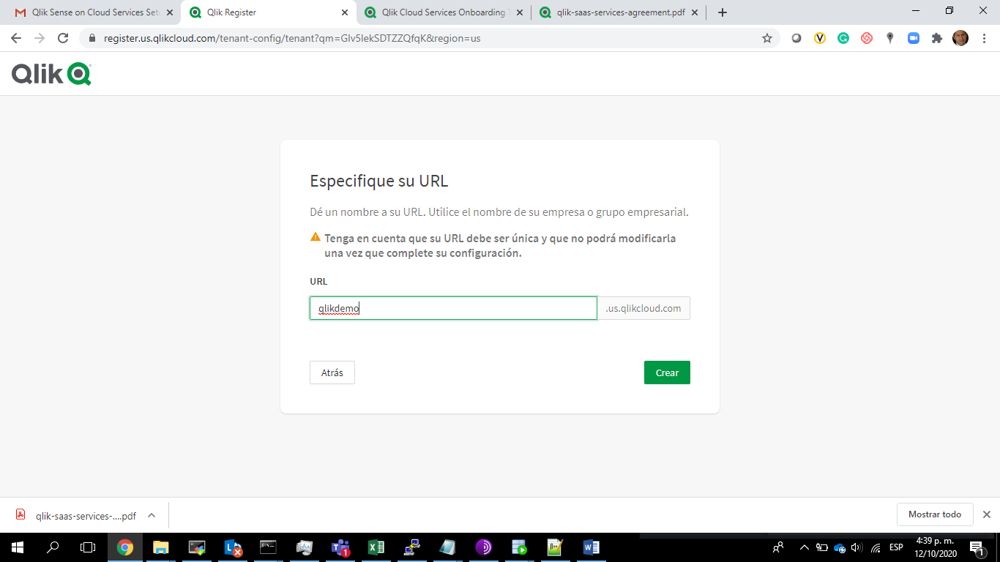 Qlik Sense on Cloud Services Set
Qlik Register
Qlik Cloud Services Onboarding
qlik-saas-services-agreement.pdf
register.us.qlikcloud.com/tenant-config/tenant?qm=GIv5IekSDTZZQfqK&region=us
Qlik
Especifique su URL
Dé un nombre a su URL. Utilice el nombre de su empresa o grupo empresarial.
Tenga en cuenta que su URL debe ser única y que no podrá modificarla
una vez que complete su configuración.
URL
qlikdemo
.us.qlikcloud.com
Atrás
Crear
qlik-saas-services-....pdf
Mostrar todo
ESP
4:39 p. m.
12/10/2020